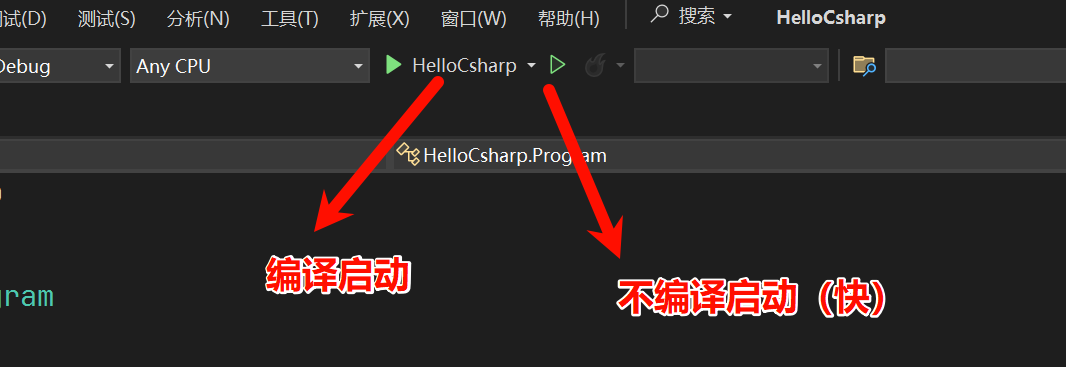 试(D) 测试(S) 分析(N) 工具(T) 扩展(X) 窗口(W) 帮助(H) 搜索 HelloCsharp
Debug Any CPU HelloCsharp
HelloCsharp.Program
编译启动
不编译启动（快）
gram